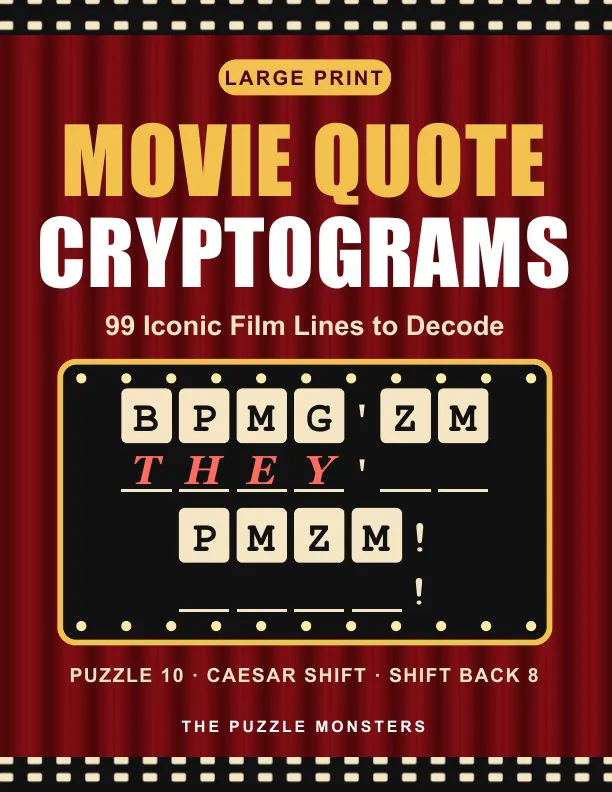 LARGE PRINT
MOVIE QUOTE
CRYPTOGRAMS
99 Iconic Film Lines to Decode
BPMG'ZM
THEY'
PMZM!
!
PUZZLE 10 · CAESAR SHIFT · SHIFT BACK 8
THE PUZZLE MONSTERS